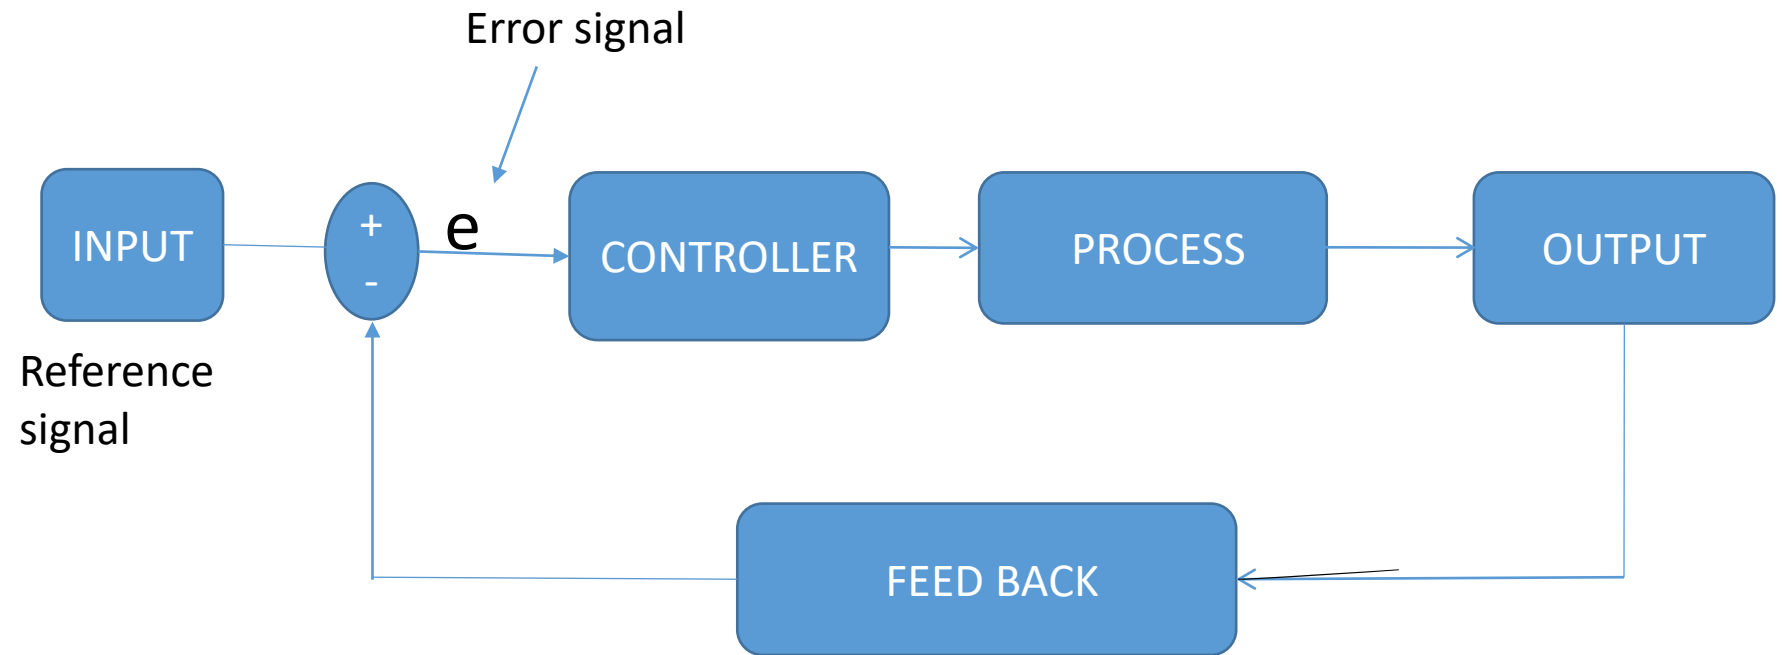 Error signal
INPUT
+
-
e
CONTROLLER
PROCESS
OUTPUT
Reference
signal
FEED BACK